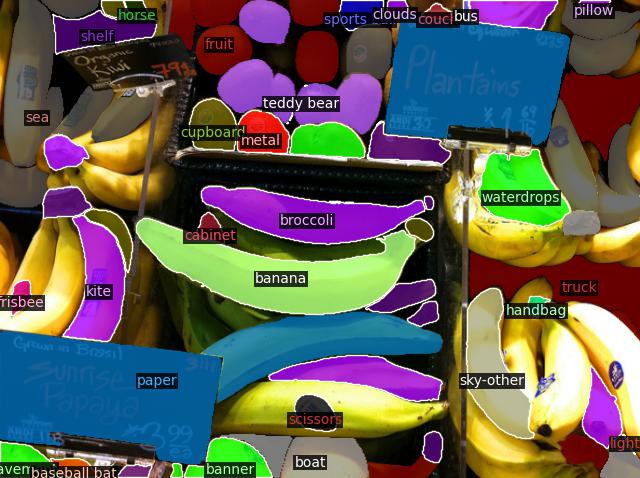 horse
shelf
sports
clouds
couch
bus
pillow
Organic
Kiwi
79¢
fruit
Plantains
69
teddy bear
cupboard
metal
sea
waterdrops
broccoli
cabinet
banana
kite
frisbee
truck
handbag
Grown in Brasil
Sunrise
Papaya
3.99
paper
sky-other
scissors
light
boat
banner
baseball bat